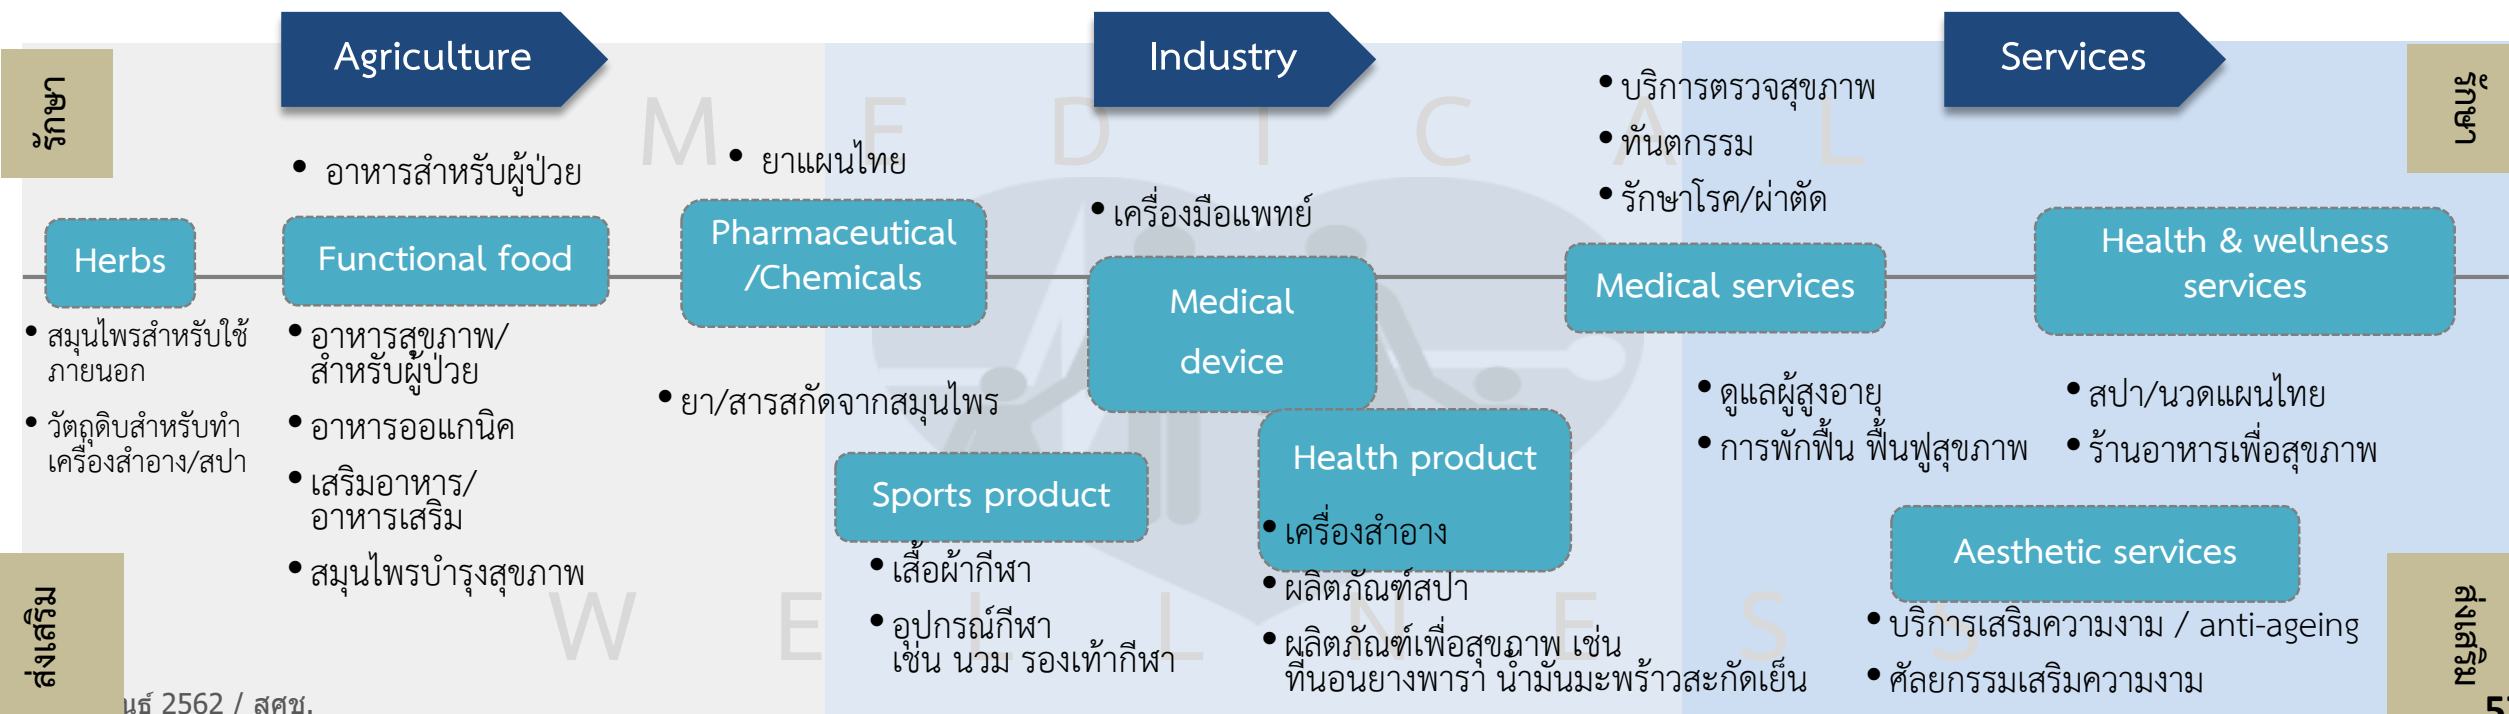 Agriculture
Industry
Services
รักษา
รักษา
MEDICAL
• อาหารสำหรับผู้ป่วย
• ยาแผนไทย
• เครื่องมือแพทย์
• บริการตรวจสุขภาพ
• ทันตกรรม
• รักษาโรค/ผ่าตัด
Herbs
Functional food
Pharmaceutical
/Chemicals
Medical
device
Medical services
Health & wellness
services
• สมุนไพรสำหรับใช้
ภายนอก
• วัตถุดิบสำหรับทำ
เครื่องสำอาง/สปา
• อาหารสุขภาพ/
สำหรับผู้ป่วย
• อาหารออแกนิค
• เสริมอาหาร/
อาหารเสริม
• สมุนไพรบำรุงสุขภาพ
• ยา/สารสกัดจากสมุนไพร
Sports product
• เสื้อผ้ากีฬา
• อุปกรณ์กีฬา
เช่น นวม รองเท้ากีฬา
Health product
• เครื่องสำอาง
• ผลิตภัณฑ์สปา
• ผลิตภัณฑ์เพื่อสุขภาพ เช่น
ที่นอนยางพารา น้ำมันมะพร้าวสะกัดเย็น
• ดูแลผู้สูงอายุ
• การพักฟื้น ฟื้นฟูสุขภาพ
• สปา/นวดแผนไทย
• ร้านอาหารเพื่อสุขภาพ
Aesthetic services
• บริการเสริมความงาม / anti-ageing
• ศัลยกรรมเสริมความงาม
WELLNESS
ส่งเสริม
ส่งเสริม
2562 / สศช.